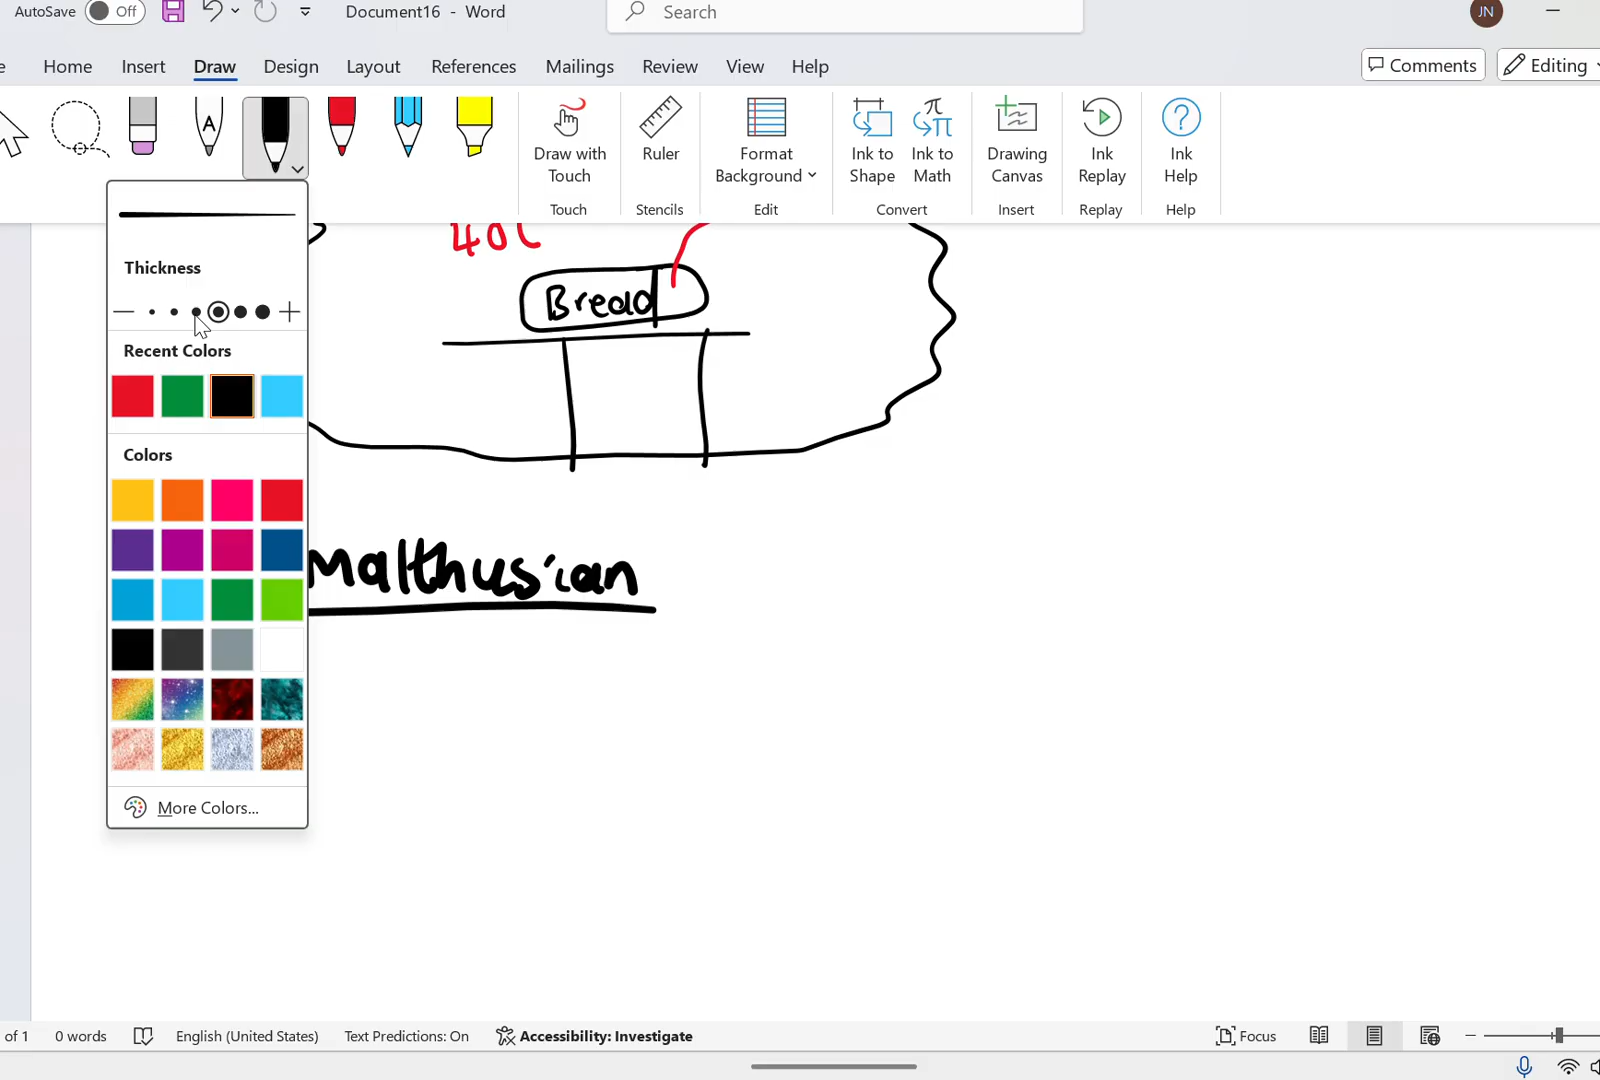 AutoSave Off Document16 - Word Search JN
e Home Insert Draw Design Layout References Mailings Review View Help Comments Editing
A
Draw with Touch Ruler Format Background Ink to Shape Ink to Math Drawing Canvas Ink Replay Ink Help
Touch Stencils Edit Convert Insert Replay Help
Thickness
Recent Colors
Colors
More Colors...
Bread
Malthusian
of 1 0 words English (United States) Text Predictions: On Accessibility: Investigate Focus